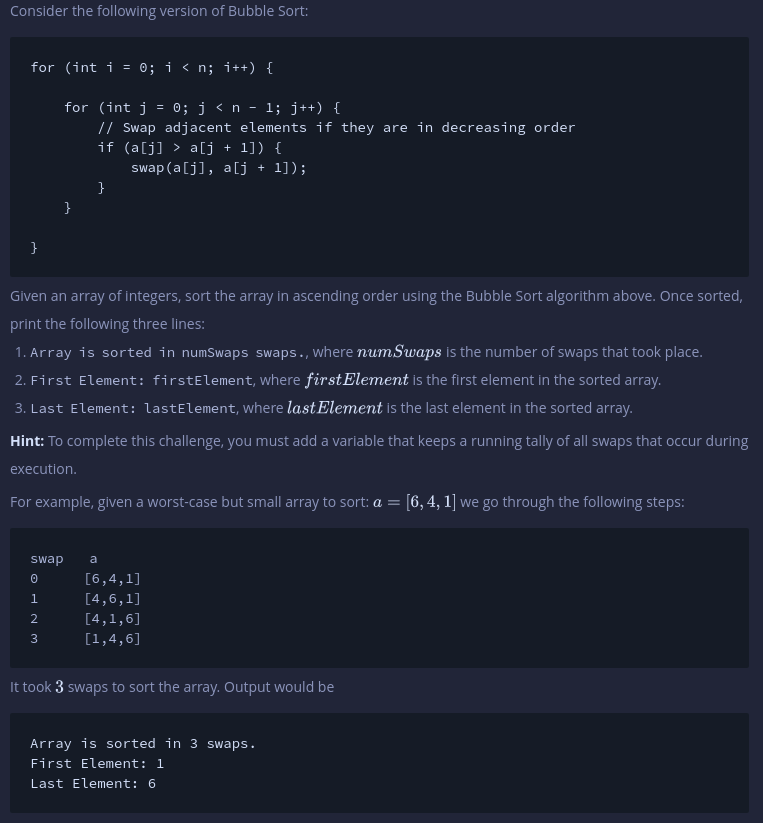 Consider the following version of Bubble Sort:
for (int i = 0; i < n; i++) {
for (int j = 0; j < n - 1; j++) {
// Swap adjacent elements if they are in decreasing order
if (a[j] > a[j + 1]) {
swap(a[j], a[j + 1]);
}
}
}
Given an array of integers, sort the array in ascending order using the Bubble Sort algorithm above. Once sorted,
print the following three lines:
1. Array is sorted in numSwaps swaps., where numSwaps is the number of swaps that took place.
2. First Element: firstElement, where firstElement is the first element in the sorted array.
3. Last Element: lastElement, where lastElement is the last element in the sorted array.
Hint: To complete this challenge, you must add a variable that keeps a running tally of all swaps that occur during
execution.
For example, given a worst-case but small array to sort: a = [6, 4, 1] we go through the following steps:
swap a
0 [6,4,1]
1 [4,6,1]
2 [4,1,6]
3 [1,4,6]
It took 3 swaps to sort the array. Output would be
Array is sorted in 3 swaps.
First Element: 1
Last Element: 6